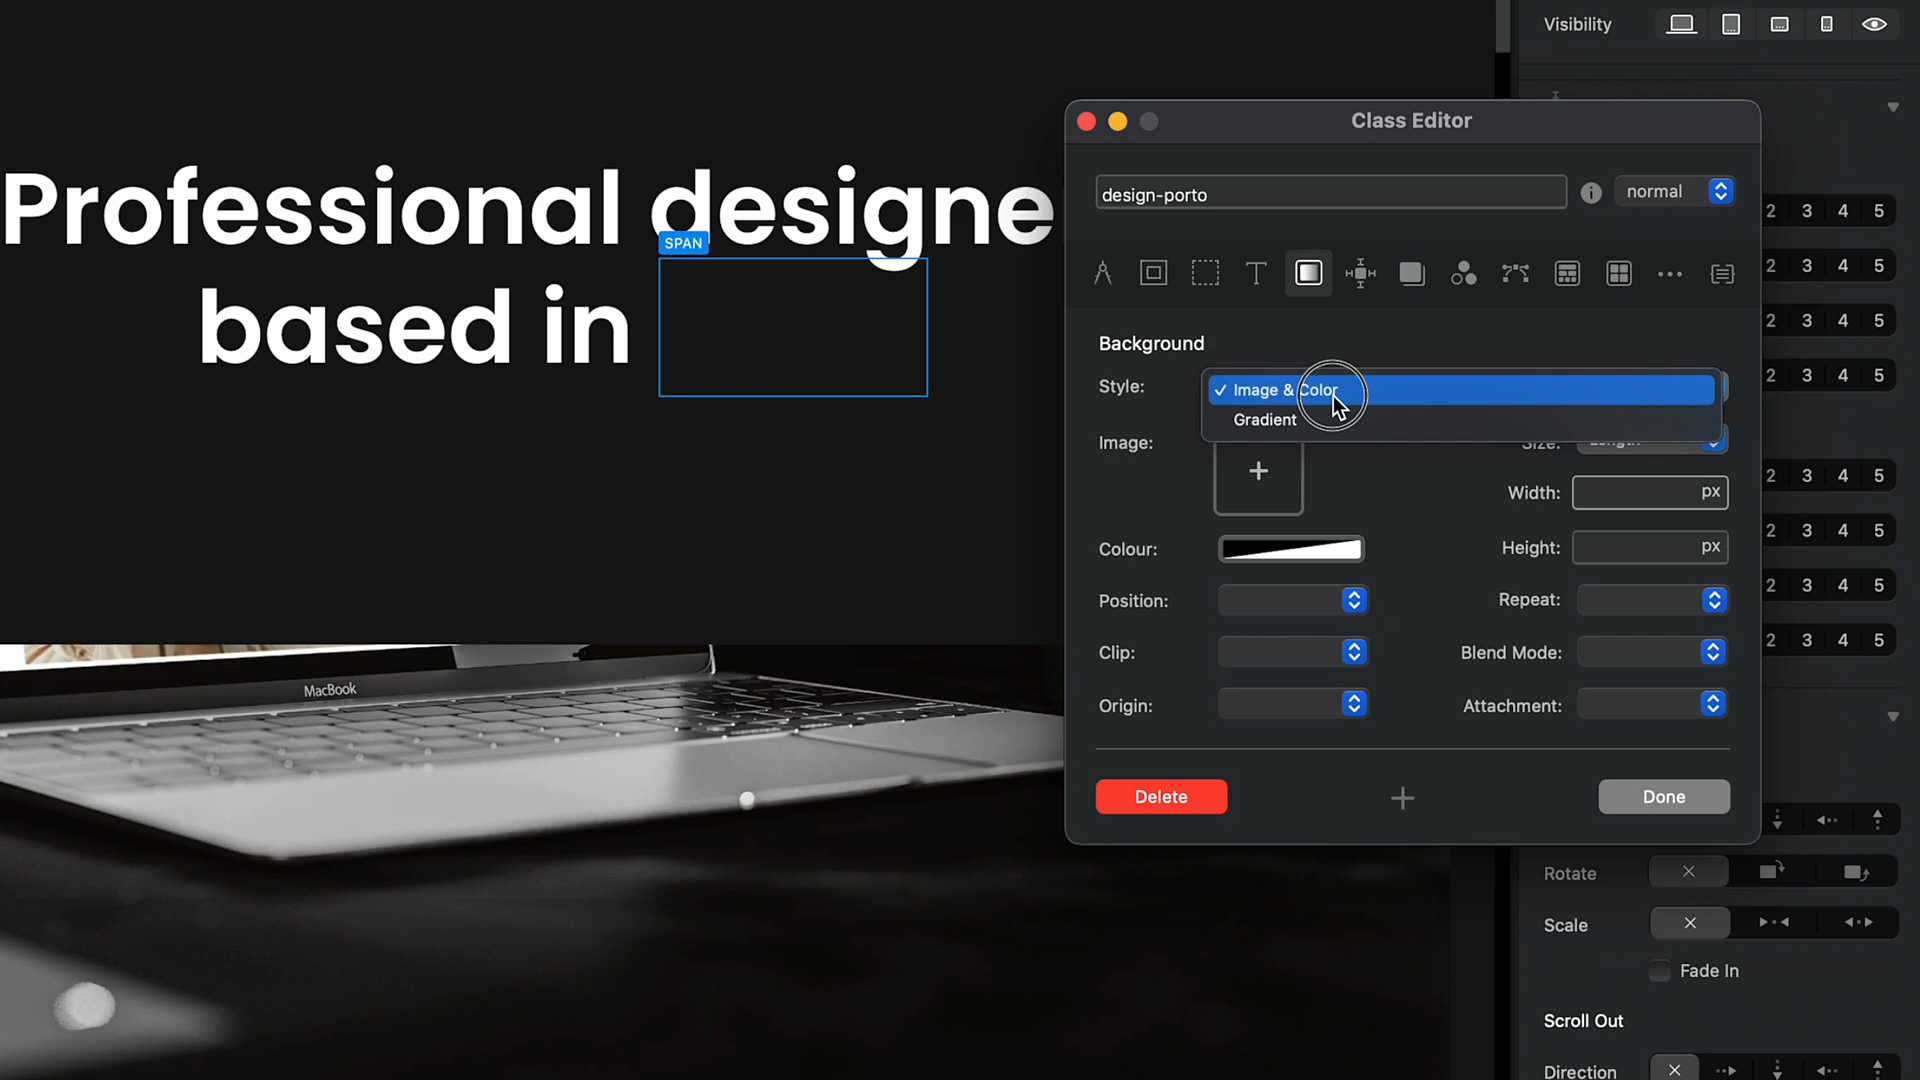 Visibility
Class Editor
design-porto
normal
Professional designe
SPAN
based in
Background
Style:
✓ Image & Color
Gradient
Image:
+
Width:
px
Colour:
Height:
px
Position:
Repeat:
Clip:
Blend Mode:
Origin:
Attachment:
Delete
+
Done
2 3 4 5
2 3 4 5
2 3 4 5
2 3 4 5
2 3 4 5
2 3 4 5
2 3 4 5
2 3 4 5
MacBook
Rotate
Scale
Fade In
Scroll Out
Direction